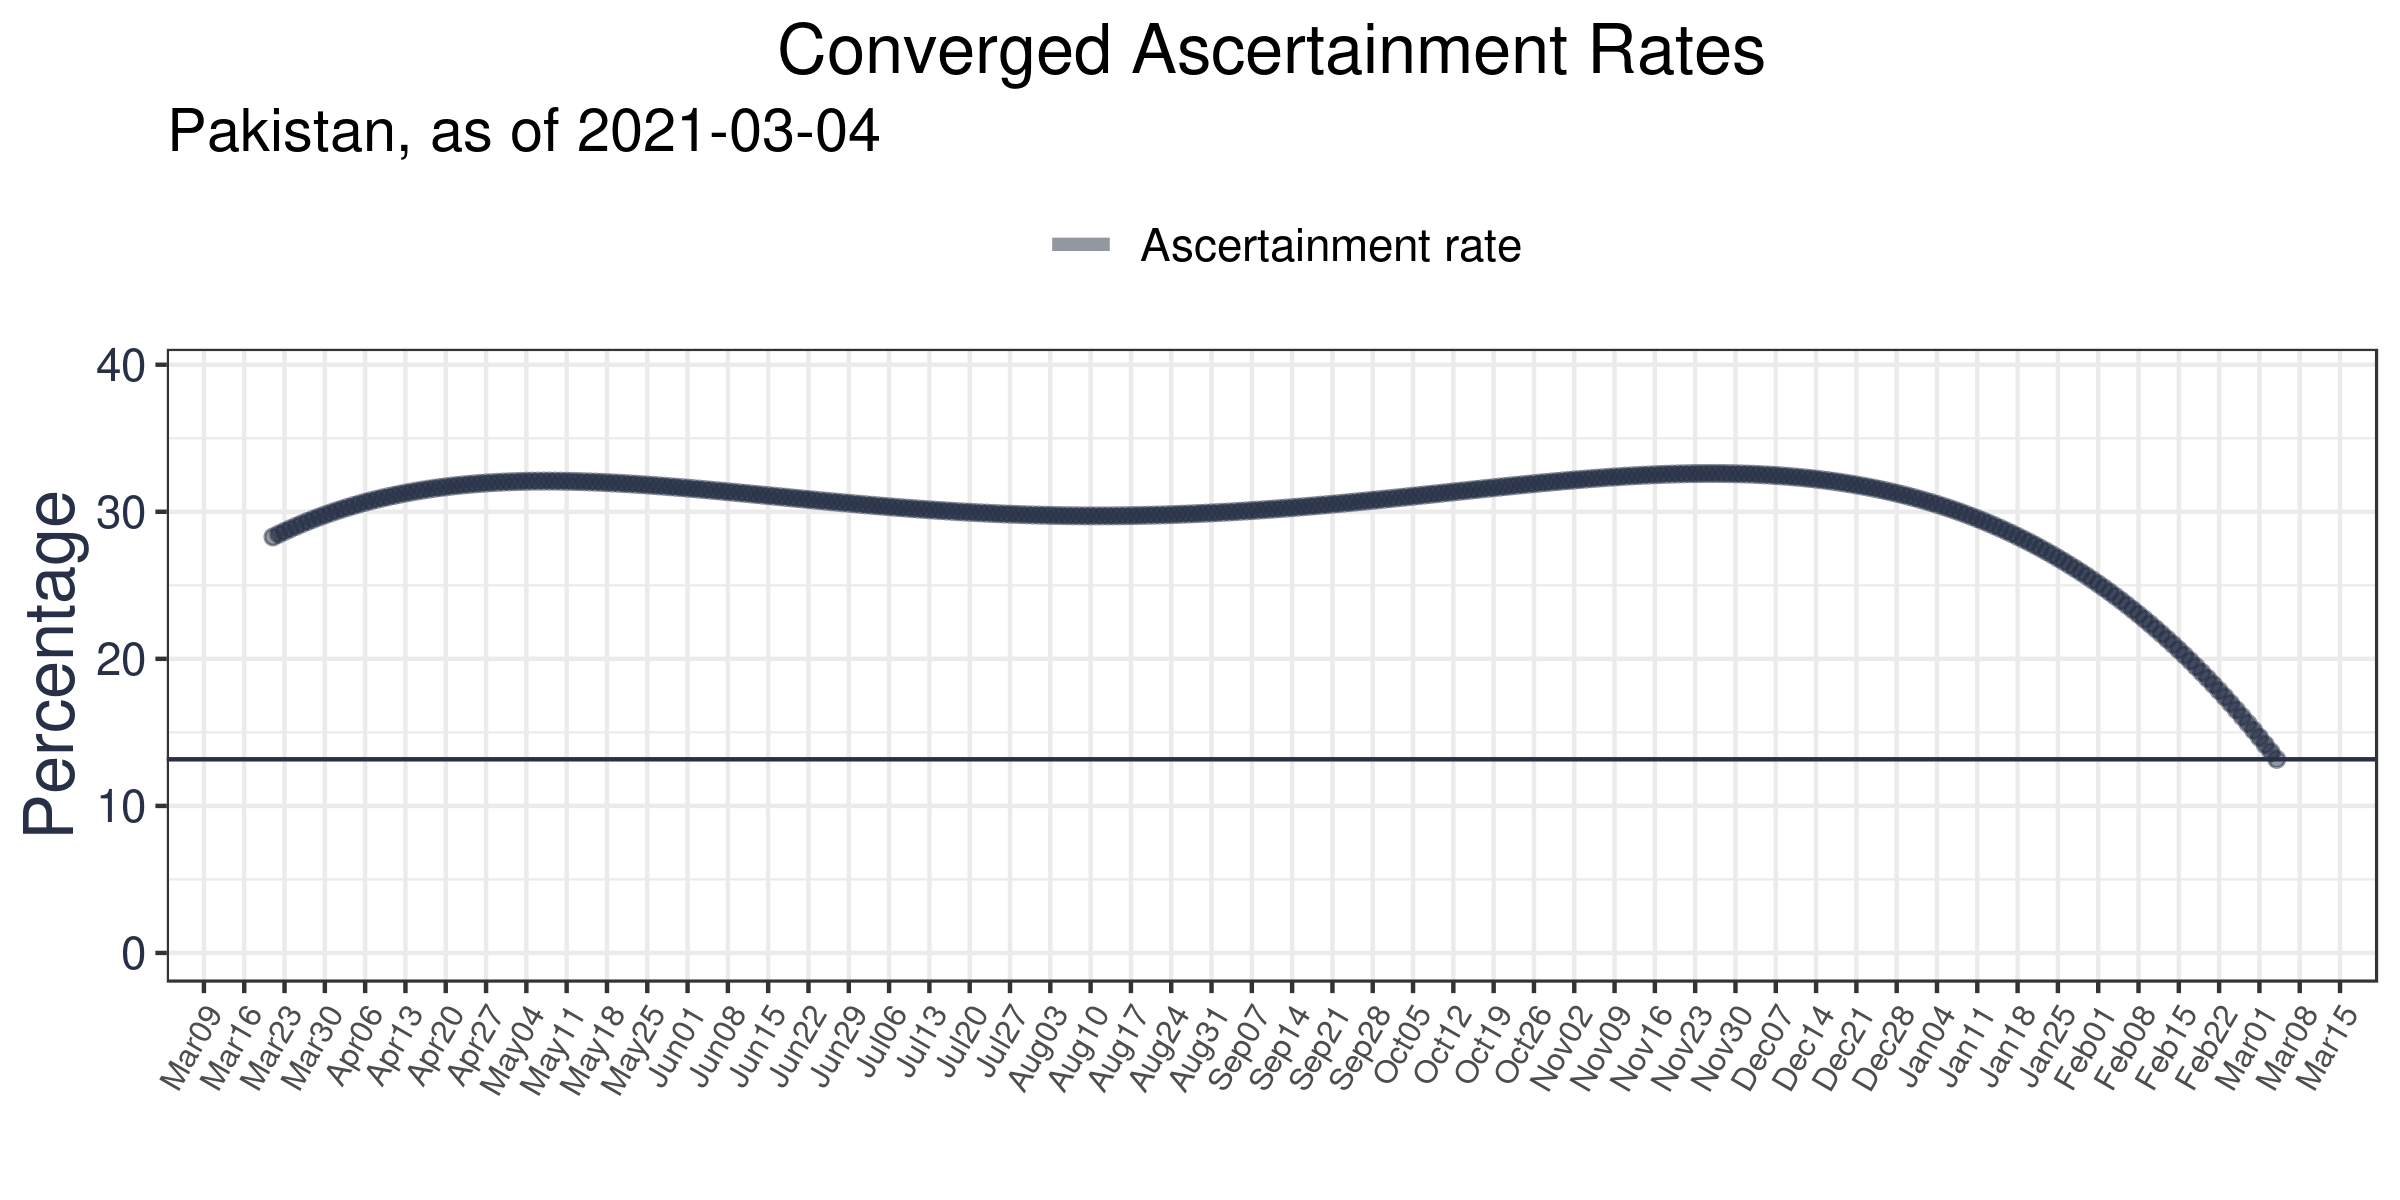 Converged Ascertainment Rates
Pakistan, as of 2021-03-04
Ascertainment rate
Percentage
40
30
20
10
0
Mar09
Mar16
Mar23
Mar30
Apr06
Apr13
Apr20
Apr27
May04
May11
May18
May25
Jun01
Jun08
Jun15
Jun22
Jun29
Jul06
Jul13
Jul20
Jul27
Aug03
Aug10
Aug17
Aug24
Aug31
Sep07
Sep14
Sep21
Sep28
Oct05
Oct12
Oct19
Oct26
Nov02
Nov09
Nov16
Nov23
Nov30
Dec07
Dec14
Dec21
Dec28
Jan04
Jan11
Jan18
Jan25
Feb01
Feb08
Feb15
Feb22
Mar01
Mar08
Mar15